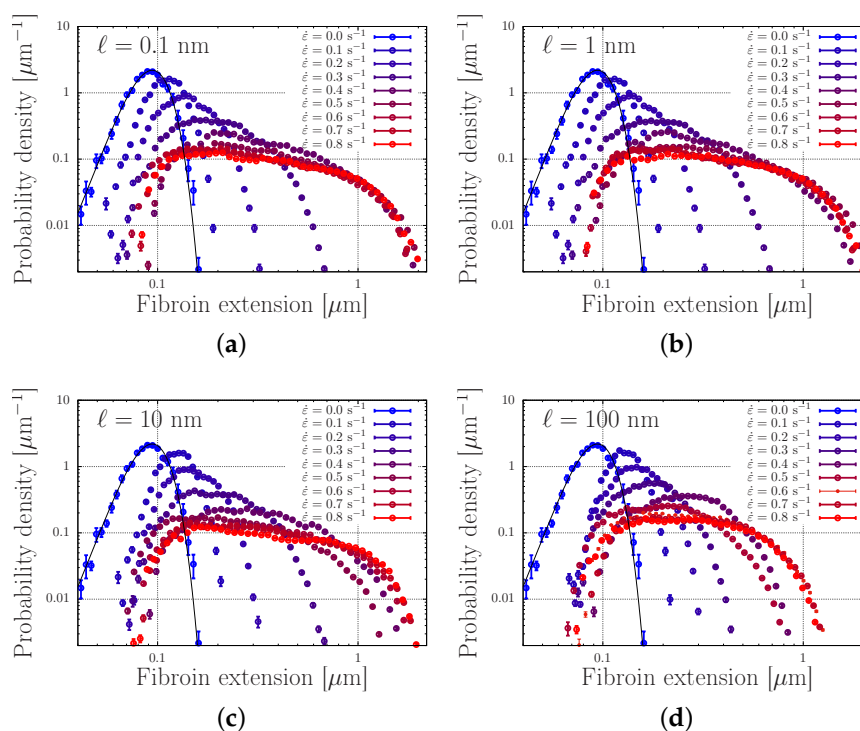 ℓ = 0.1 nm
ε̇ = 0.0 s⁻¹
ε̇ = 0.1 s⁻¹
ε̇ = 0.2 s⁻¹
ε̇ = 0.3 s⁻¹
ε̇ = 0.4 s⁻¹
ε̇ = 0.5 s⁻¹
ε̇ = 0.6 s⁻¹
ε̇ = 0.7 s⁻¹
ε̇ = 0.8 s⁻¹
10
1
0.1
0.01
Probability density [μm⁻¹]
0.1
1
Fibroin extension [μm]
(a)
ℓ = 1 nm
ε̇ = 0.0 s⁻¹
ε̇ = 0.1 s⁻¹
ε̇ = 0.2 s⁻¹
ε̇ = 0.3 s⁻¹
ε̇ = 0.4 s⁻¹
ε̇ = 0.5 s⁻¹
ε̇ = 0.6 s⁻¹
ε̇ = 0.7 s⁻¹
ε̇ = 0.8 s⁻¹
10
1
0.1
0.01
Probability density [μm⁻¹]
0.1
1
Fibroin extension [μm]
(b)
ℓ = 10 nm
ε̇ = 0.0 s⁻¹
ε̇ = 0.1 s⁻¹
ε̇ = 0.2 s⁻¹
ε̇ = 0.3 s⁻¹
ε̇ = 0.4 s⁻¹
ε̇ = 0.5 s⁻¹
ε̇ = 0.6 s⁻¹
ε̇ = 0.7 s⁻¹
ε̇ = 0.8 s⁻¹
10
1
0.1
0.01
Probability density [μm⁻¹]
0.1
1
Fibroin extension [μm]
(c)
ℓ = 100 nm
ε̇ = 0.0 s⁻¹
ε̇ = 0.1 s⁻¹
ε̇ = 0.2 s⁻¹
ε̇ = 0.3 s⁻¹
ε̇ = 0.4 s⁻¹
ε̇ = 0.5 s⁻¹
ε̇ = 0.6 s⁻¹
ε̇ = 0.7 s⁻¹
ε̇ = 0.8 s⁻¹
10
1
0.1
0.01
Probability density [μm⁻¹]
0.1
1
Fibroin extension [μm]
(d)